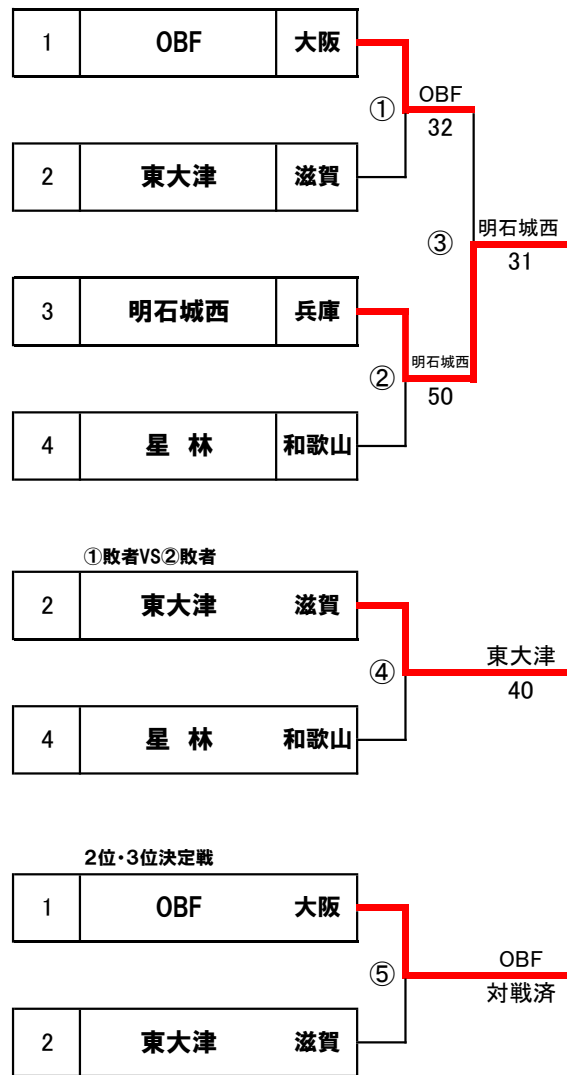 1 OBF 大阪
① OBF
32
2 東大津 滋賀
③ 明石城西
31
3 明石城西 兵庫
② 明石城西
50
4 星 林 和歌山
①敗者VS②敗者
2 東大津 滋賀
④ 東大津
40
4 星 林 和歌山
2位・3位決定戦
1 OBF 大阪
⑤ OBF
対戦済
2 東大津 滋賀